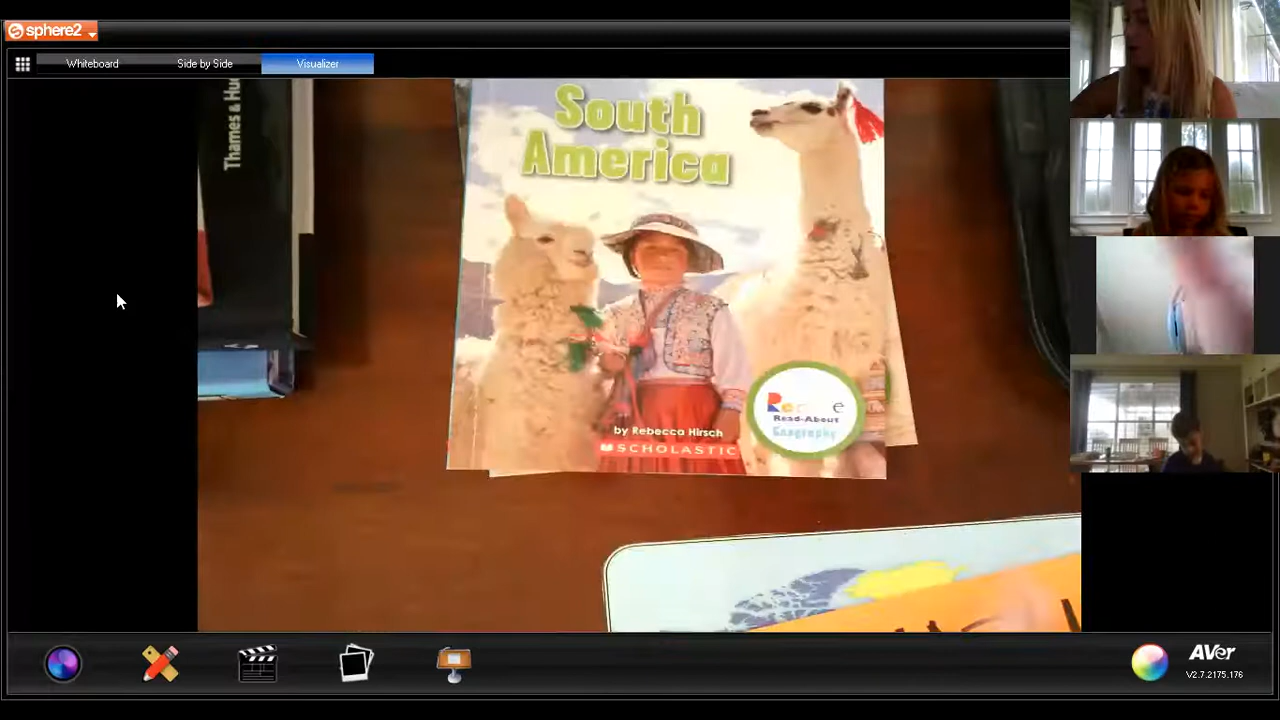 sphere2
Whiteboard
Side by Side
Visualizer
Thames & Hu
South
America
Read-About
Geography
by Rebecca Hirsch
SCHOLASTIC
AVer
V2.7.2175.176